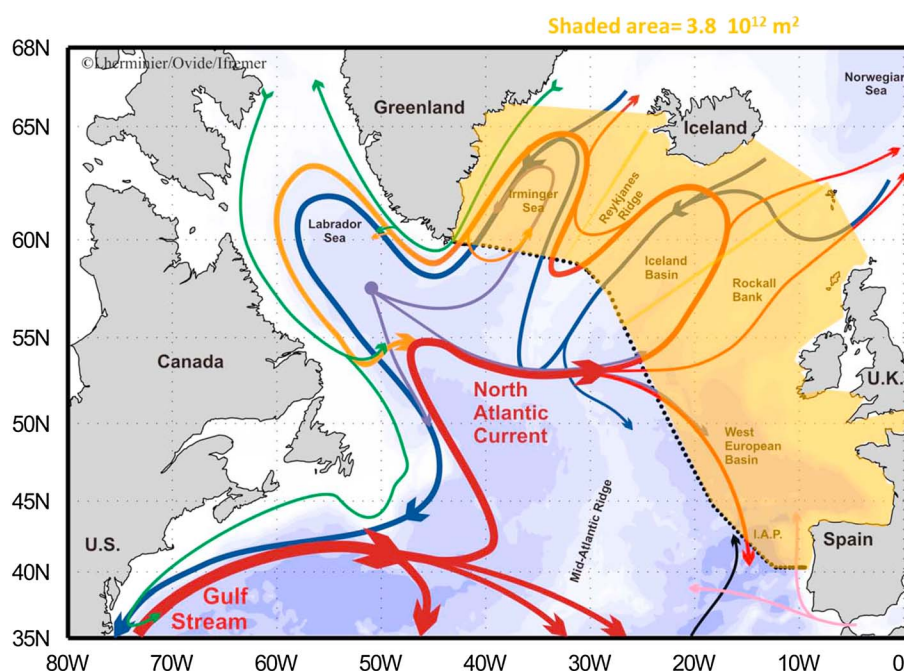 Shaded area= 3.8 10¹² m²
68N
65N
60N
55N
50N
45N
40N
35N
©Lherminier/Ovide/Ifremer
Greenland
Iceland
Norwegian
Sea
Irminger
Sea
Reykjanes
Ridge
Labrador
Sea
Iceland
Basin
Rockall
Bank
Canada
U.K.
North
Atlantic
Current
West
European
Basin
Mid-Atlantic Ridge
U.S.
I.A.P.
Spain
Gulf
Stream
80W
70W
60W
50W
40W
30W
20W
10W
0